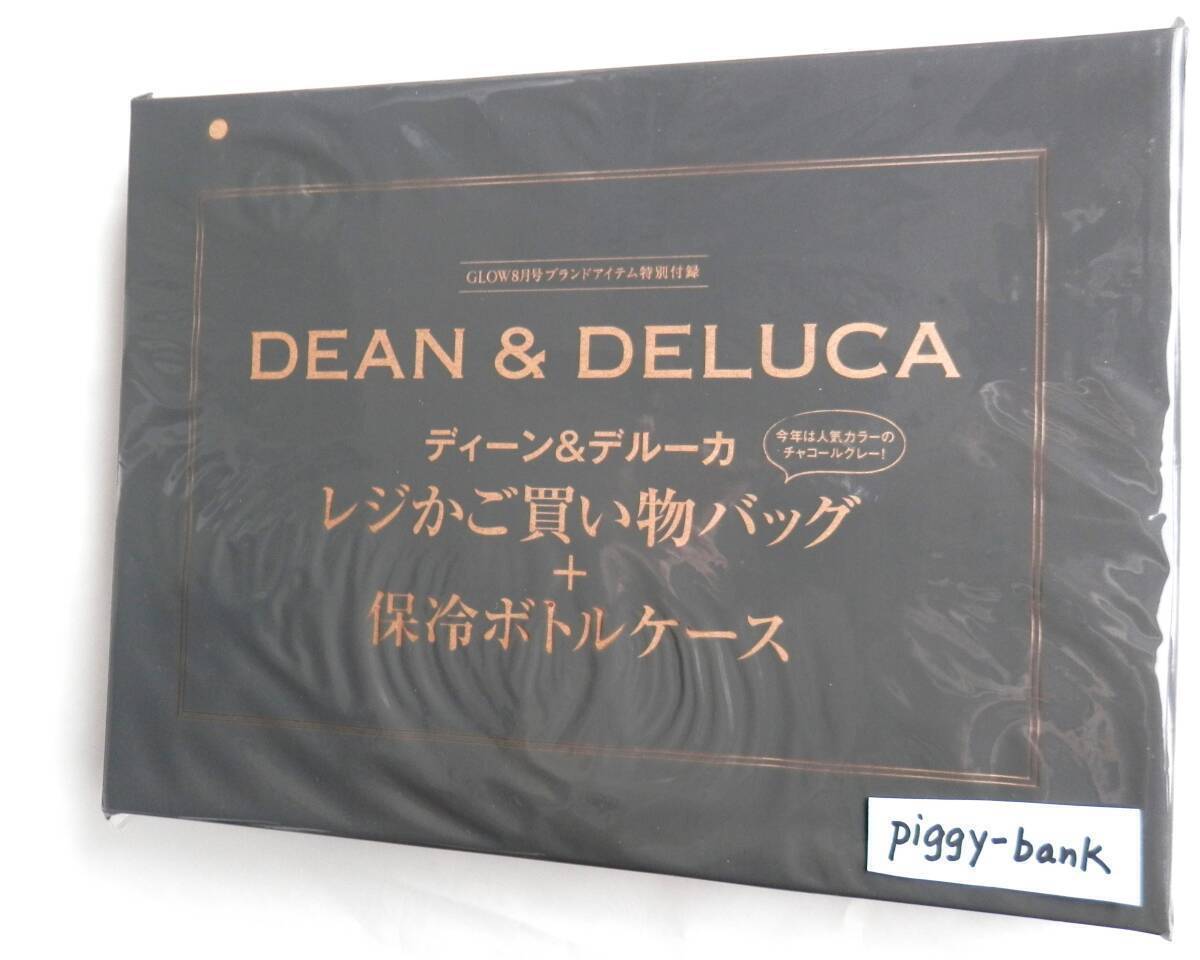 GLOW8月号ブランドアイテム特別付録
DEAN & DELUCA
ディーン&デルーカ
今年は人気カラーの
チャコールグレー!
レジかご買い物バッグ
+
保冷ボトルケース
piggy-bank